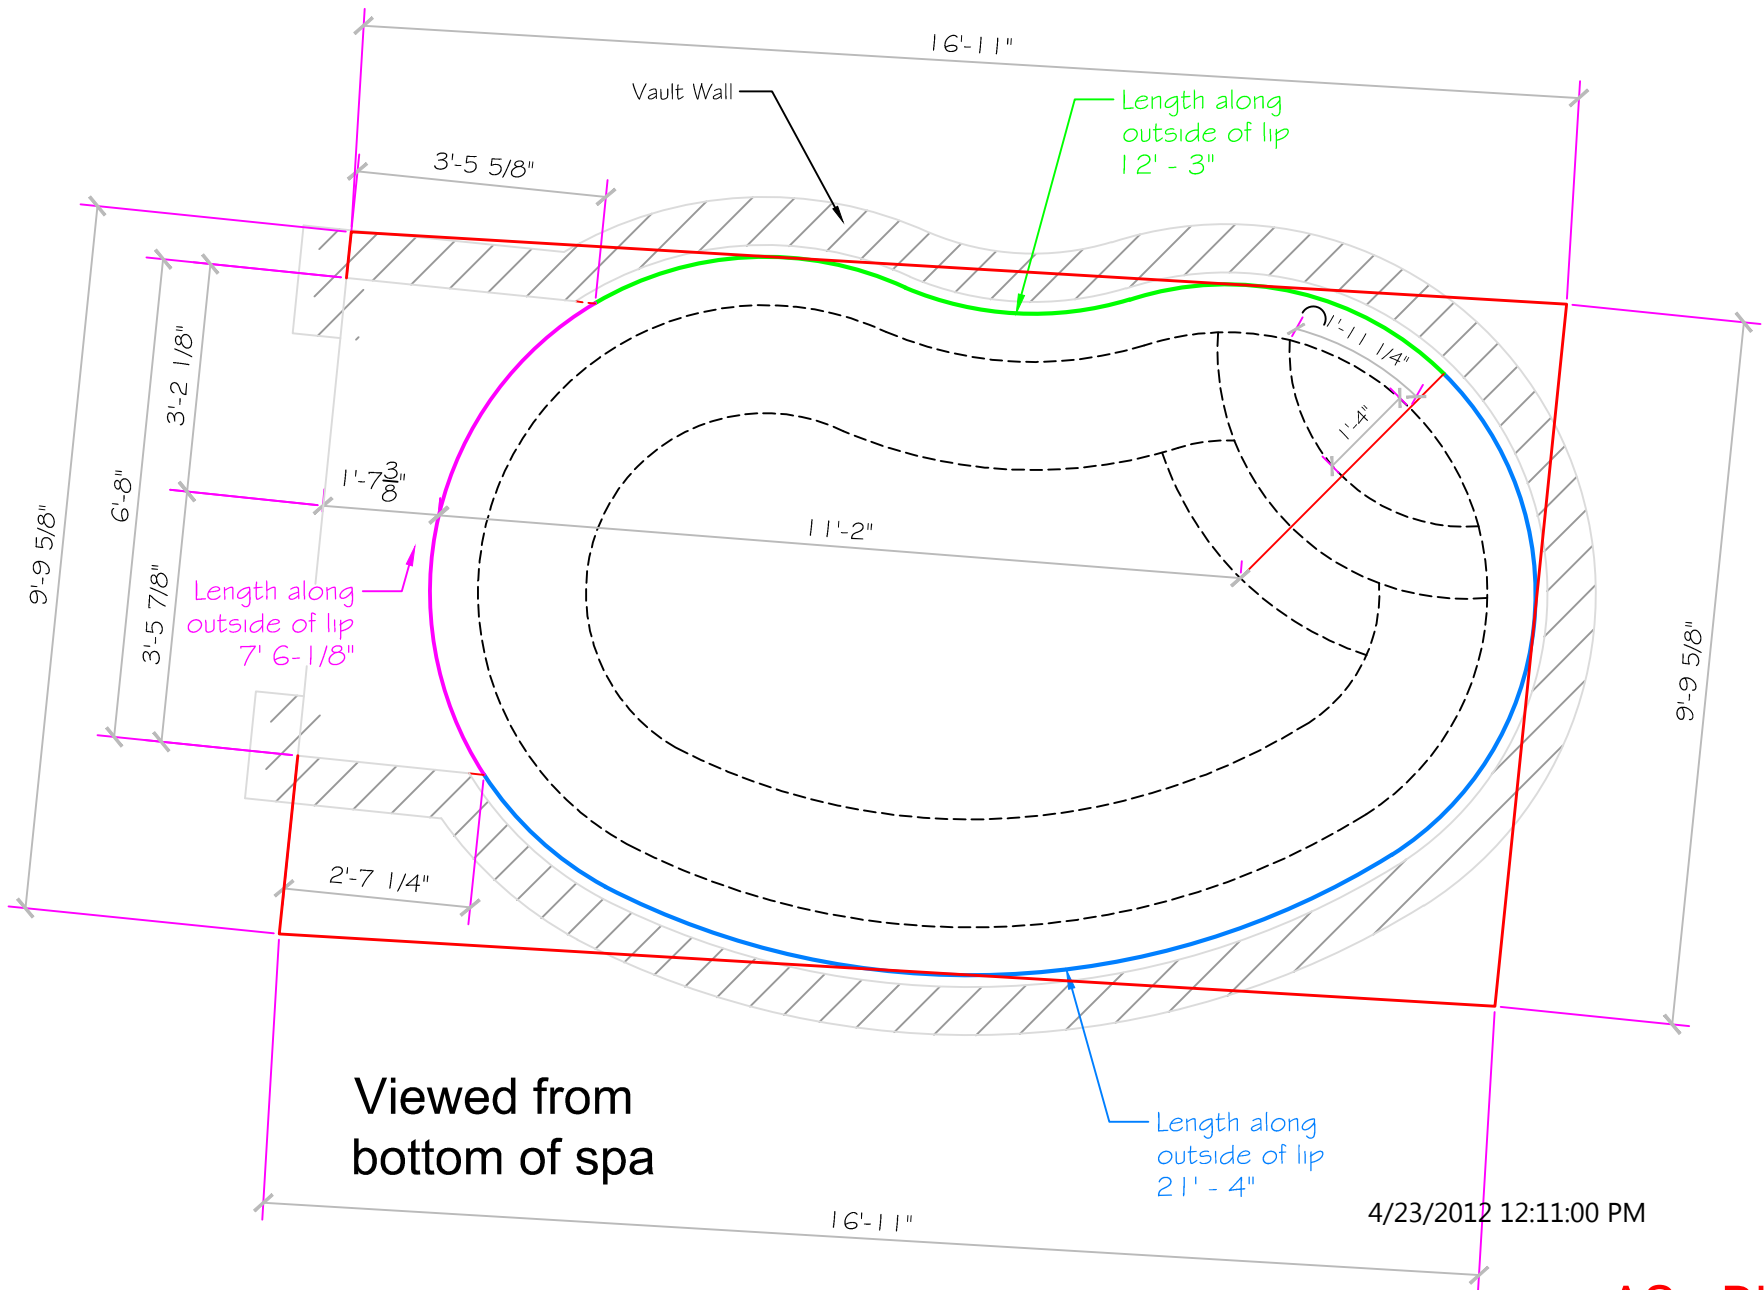 16'-11"
Vault Wall
Length along
outside of lip
12' - 3"
3'-5 5/8"
1'-11 1/4"
3'-2 1/8"
1'-4"
6'-8"
1'-7 3/8"
9'-9 5/8"
11'-2"
3'-5 7/8"
Length along
outside of lip
7' 6-1/8"
9'-9 5/8"
2'-7 1/4"
Viewed from
bottom of spa
Length along
outside of lip
21' - 4"
4/23/2012 12:11:00 PM
16'-11"